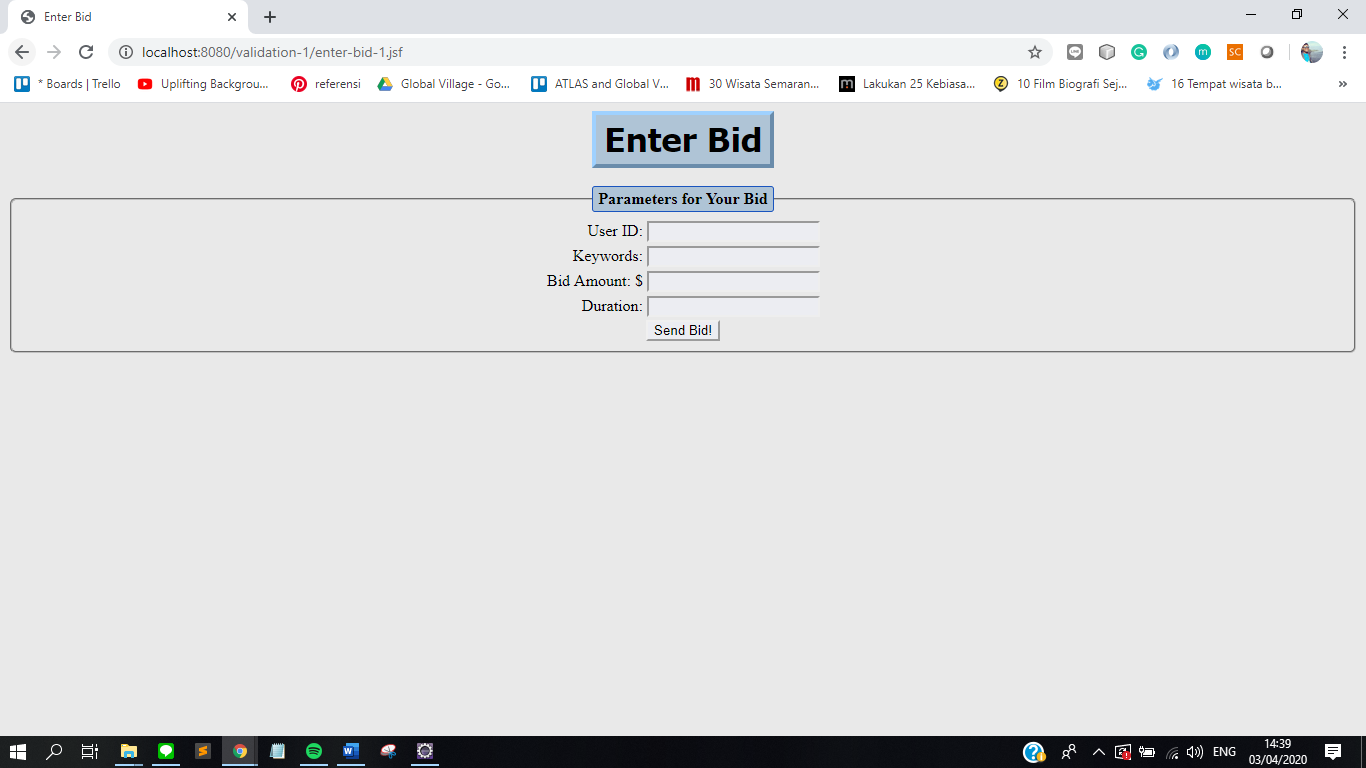 Enter Bid
localhost:8080/validation-1/enter-bid-1.jsf
* Boards | Trello
Uplifting Backgrou...
referensi
Global Village - Go...
ATLAS and Global V...
30 Wisata Semaran...
Lakukan 25 Kebiasa...
10 Film Biografi Sej...
16 Tempat wisata b...
»
Enter Bid
Parameters for Your Bid
User ID:
Keywords:
Bid Amount: $
Duration:
Send Bid!
ENG
14:39
03/04/2020